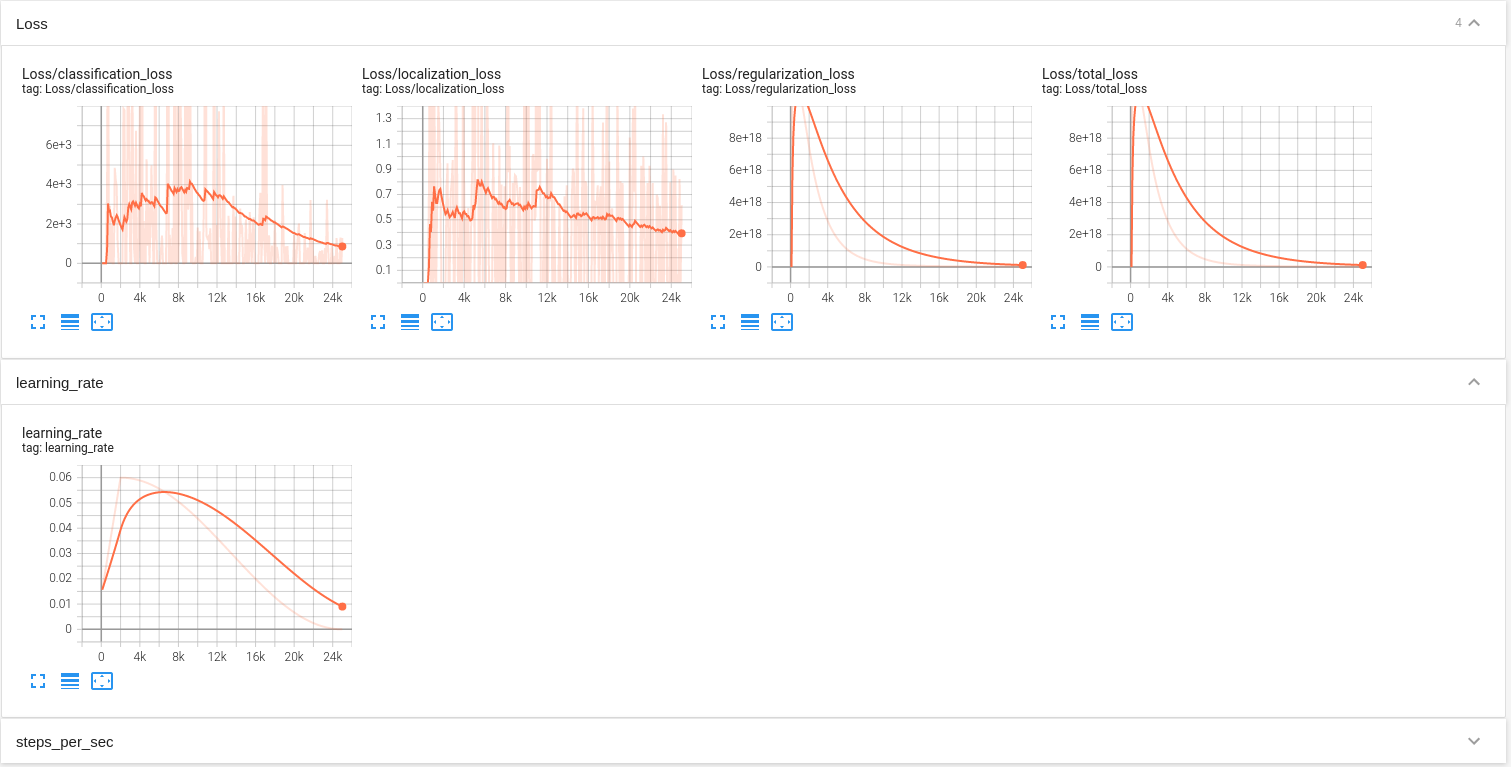 Loss
4
Loss/classification_loss
tag: Loss/classification_loss
6e+3
4e+3
2e+3
0
0 4k 8k 12k 16k 20k 24k
Loss/localization_loss
tag: Loss/localization_loss
1.3
1.1
0.9
0.7
0.5
0.3
0.1
0 4k 8k 12k 16k 20k 24k
Loss/regularization_loss
tag: Loss/regularization_loss
8e+18
6e+18
4e+18
2e+18
0
0 4k 8k 12k 16k 20k 24k
Loss/total_loss
tag: Loss/total_loss
8e+18
6e+18
4e+18
2e+18
0
0 4k 8k 12k 16k 20k 24k
learning_rate
learning_rate
tag: learning_rate
0.06
0.05
0.04
0.03
0.02
0.01
0
0 4k 8k 12k 16k 20k 24k
steps_per_sec